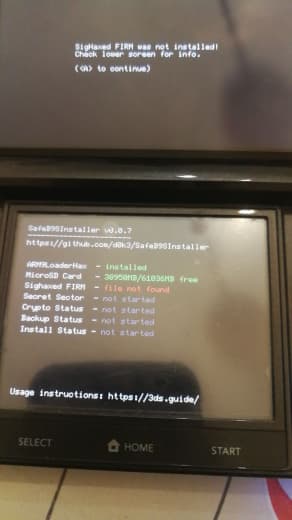 SigHaxed FIRM was not installed!
Check lower screen for info.
(<A> to continue)
SafeB9SInstaller v0.0.7
https://github.com/d0k3/SafeB9SInstaller
ARM9LoaderHax - installed
MicroSD Card - 30950MB/61036MB free
Sighaxed FIRM - file not found
Secret Sector - not started
Crypto Status - not started
Backup Status - not started
Install Status - not started
Usage instructions: https://3ds.guide/
SELECT HOME START